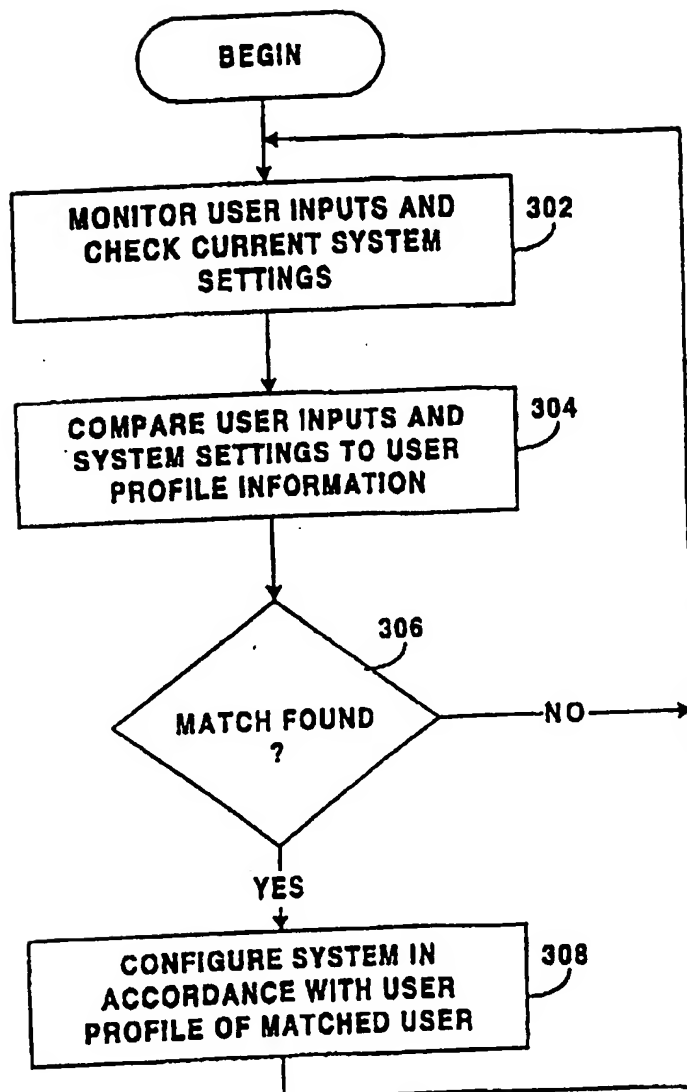 BEGIN
MONITOR USER INPUTS AND
CHECK CURRENT SYSTEM
SETTINGS
302
COMPARE USER INPUTS AND
SYSTEM SETTINGS TO USER
PROFILE INFORMATION
304
306
MATCH FOUND
?
NO
YES
CONFIGURE SYSTEM IN
ACCORDANCE WITH USER
PROFILE OF MATCHED USER
308